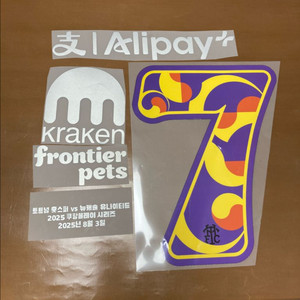 支 | Alipay+
kraken
frontier
pets
토트넘 홋스퍼 vs 뉴캐슬 유나이티드
2025 쿠팡플레이 시리즈
2025년 8월 3일
7